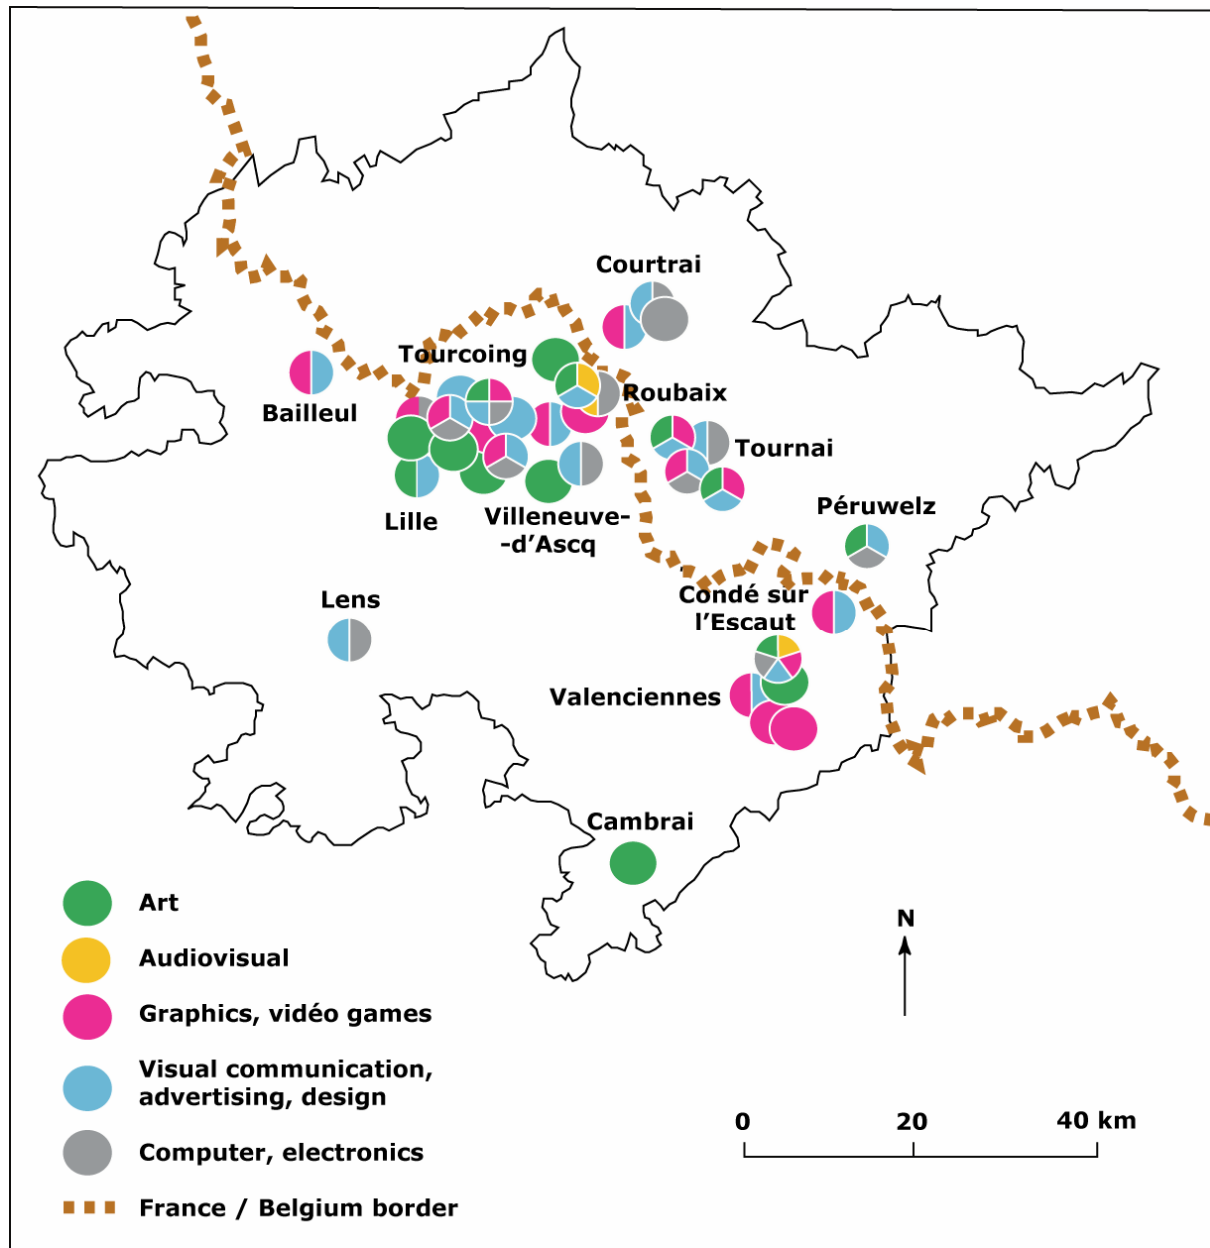 Courtrai
Tourcoing
Bailleul
Roubaix
Tournai
Péruwelz
Lille
Villeneuve-
-d'Ascq
Condé sur
l'Escaut
Lens
Valenciennes
Cambrai
Art
Audiovisual
Graphics, vidéo games
Visual communication,
advertising, design
Computer, electronics
France / Belgium border
N
0 20 40 km